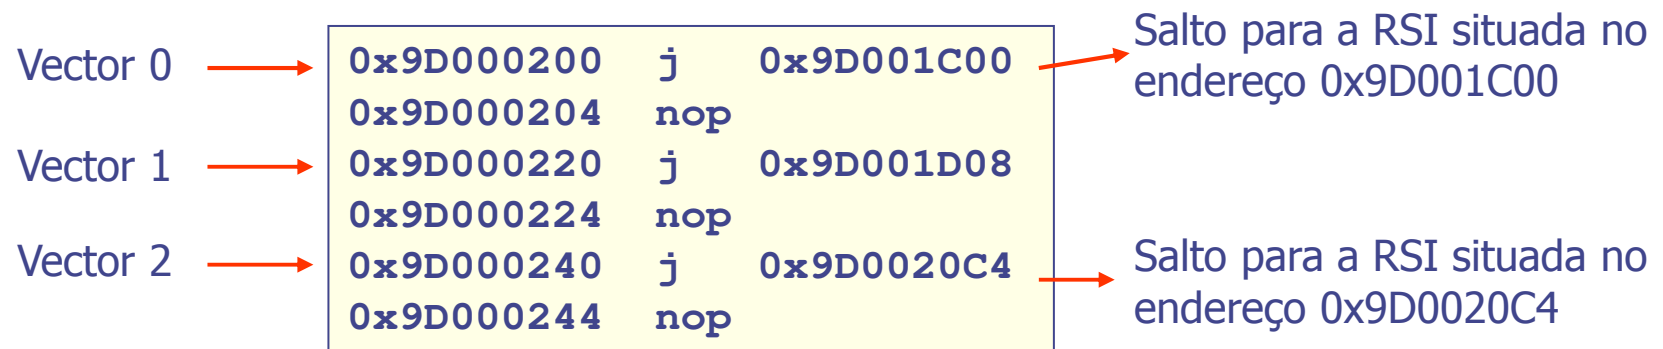 Vector 0
0x9D000200 j 0x9D001C00
Salto para a RSI situada no
endereço 0x9D001C00
0x9D000204 nop
Vector 1
0x9D000220 j 0x9D001D08
0x9D000224 nop
Vector 2
0x9D000240 j 0x9D0020C4
Salto para a RSI situada no
endereço 0x9D0020C4
0x9D000244 nop